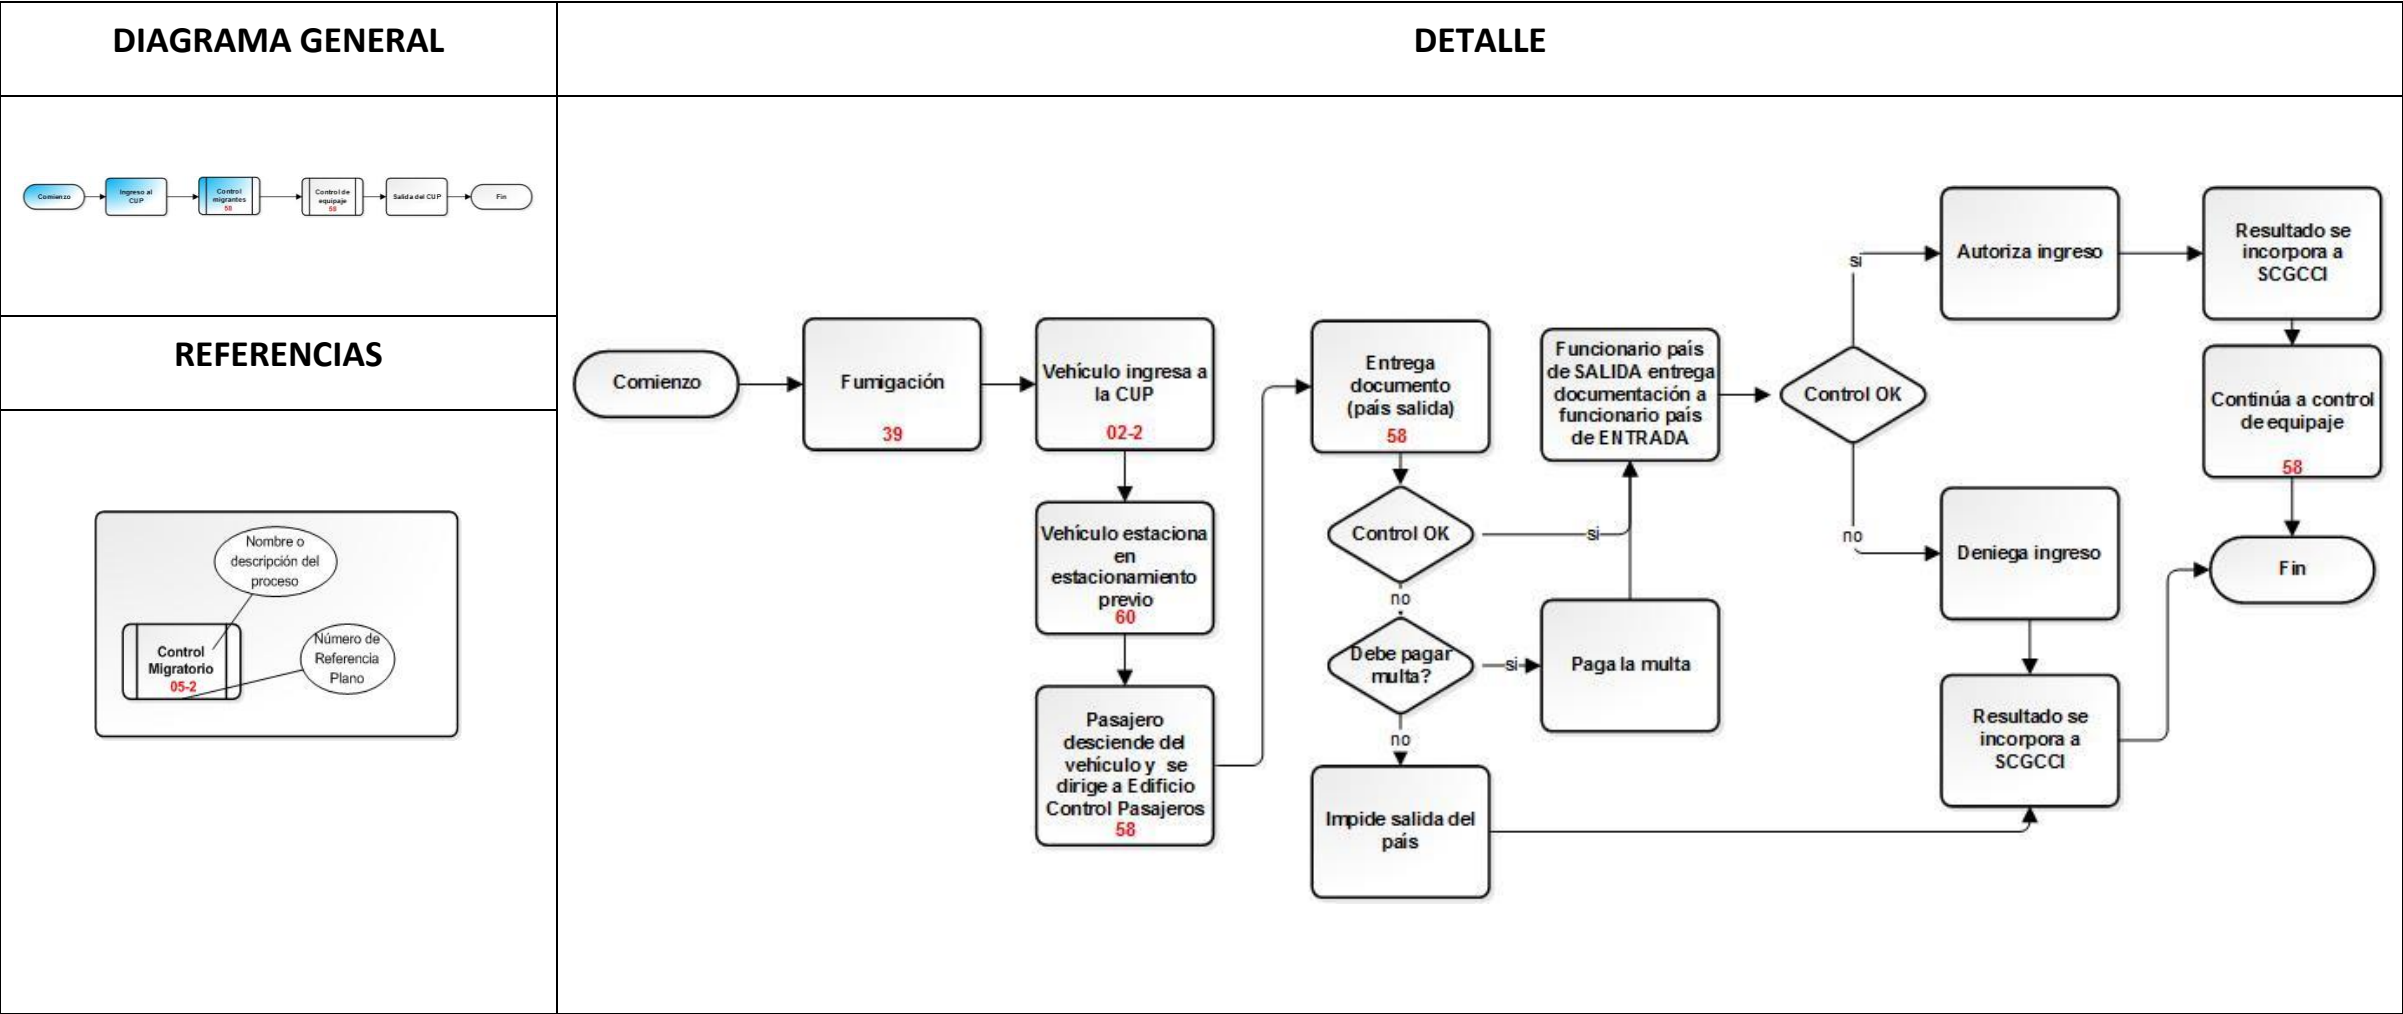 DIAGRAMA GENERAL
DETALLE
Comienzo
Ingreso al
CUP
Control
migrantes
58
Control de
equipaje
58
Salida del CUP
Fin
REFERENCIAS
Nombre o
descripción del
proceso
Control
Migratorio
05-2
Número de
Referencia
Plano
Comienzo
Fumigación
39
Vehículo ingresa a
la CUP
02-2
Vehículo estaciona
en
estacionamiento
previo
60
Pasajero
desciende del
vehículo y se
dirige a Edificio
Control Pasajeros
58
Entrega
documento
(país salida)
58
Control OK
si
no
Debe pagar
multa?
si
no
Paga la multa
Impide salida del
país
Funcionario país
de SALIDA entrega
documentación a
funcionario país
de ENTRADA
Control OK
si
no
Autoriza ingreso
Resultado se
incorpora a
SCGCCI
Continúa a control
de equipaje
58
Deniega ingreso
Resultado se
incorpora a
SCGCCI
Fin